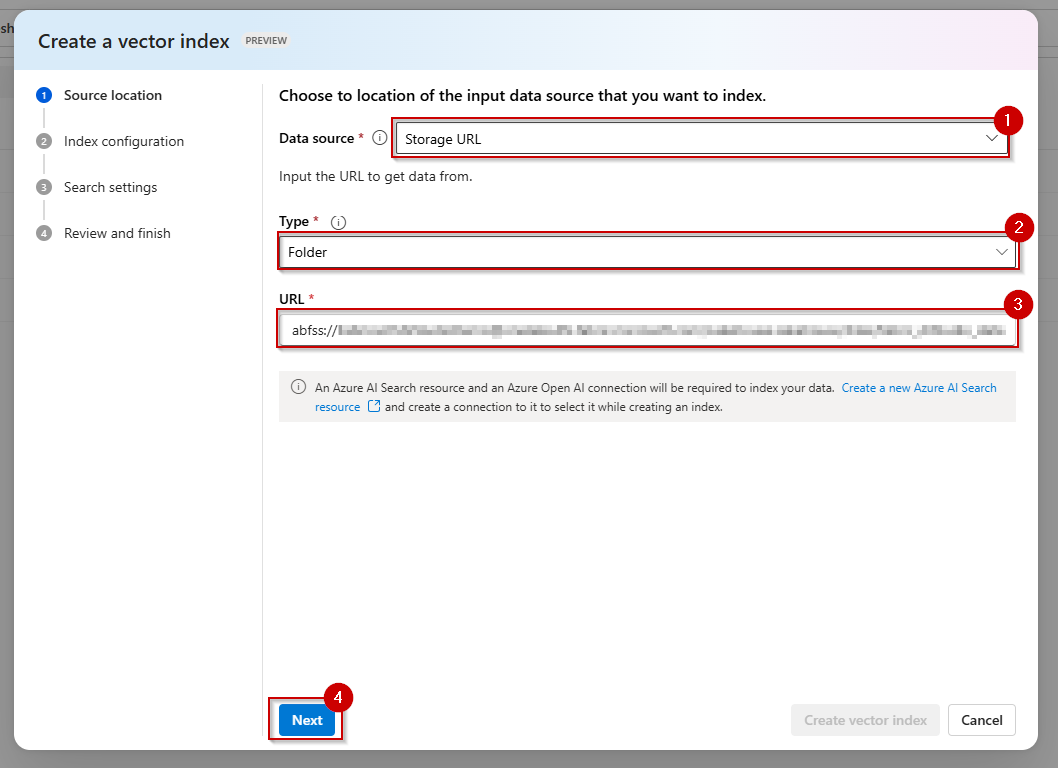 sh
Create a vector index PREVIEW
1 Source location
2 Index configuration
3 Search settings
4 Review and finish
Choose to location of the input data source that you want to index.
1
Data source * Storage URL
Input the URL to get data from.
Type *
2
Folder
URL *
3
abfss://
An Azure AI Search resource and an Azure Open AI connection will be required to index your data. Create a new Azure AI Search
resource and create a connection to it to select it while creating an index.
4
Next
Create vector index
Cancel